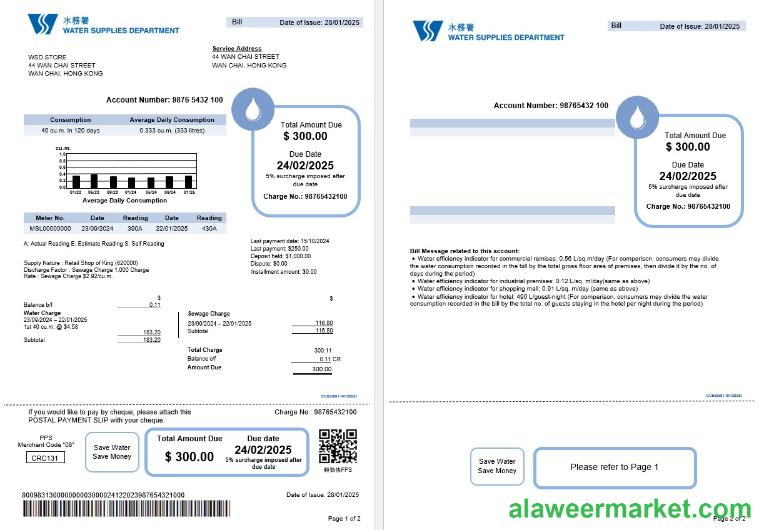 水務署
WATER SUPPLIES DEPARTMENT
Bill Date of Issue: 28/01/2025
WSD STORE
44 WAN CHAI STREET
WAN CHAI. HONG KONG
Service Address
44 WAN CHAI STREET
WAN CHAI. HONG KONG
Account Number: 9876 5432 100
Consumption Average Daily Consumption
40 cu.m. in 120 days 0.333 cu.m. (333 litres)
Total Amount Due
$ 300.00
Due Date
24/02/2025
5% surcharge imposed after
due date
Charge No.: 98765432100
cu.m.
Average Daily Consumption
Meter No. Date Reading Date Reading
MSL00000000 23/09/2024 390A 22/01/2025 430A
A: Actual Reading E: Estimate Reading S: Self Reading
Supply Nature : Retail Shop of King (620000)
Discharge Factor : Sewage Charge 1.000 Charge
Rate : Sewage Charge $2.92/cu.m.
Last payment date: 15/10/2024
Last payment: $250.00
Deposit held: $1,000.00
Dispute: $0.00
Installment amount: $0.00
$
Balance b/f 0.11
Water Charge
23/09/2024 – 22/01/2025
1st 40 cu.m. @ $4.58
183.20
Subtotal 183.20
$
Sewage Charge
23/09/2024 – 22/01/2025 116.80
Subtotal 116.80
Total Charge 300.11
Balance c/f 0.11 CR
Amount Due 300.00
If you would like to pay by cheque, please attach this
POSTAL PAYMENT SLIP with your cheque.
Charge No.: 98765432100
PPS
Merchant Code "08"
CRC131
Save Water
Save Money
Total Amount Due
$ 300.00
Due date
24/02/2025
5% surcharge imposed after
due date
轉數快FPS
Date of Issue: 28/01/2025
Page 1 of 2
水務署
WATER SUPPLIES DEPARTMENT
Bill Date of Issue: 28/01/2025
Account Number: 98765432 100
Total Amount Due
$ 300.00
Due Date
24/02/2025
5% surcharge imposed after
due date
Charge No.: 98765432100
Bill Message related to this account:
• Water efficiency indicator for commercial remises: 0.56 L/sq.m/day (For comparison, consumers may divide
the water consumption recorded in the bill by the total gross floor area of premises, then divide it by the no. of
days during the period)
• Water efficiency indicator for industrial premises: 0.12 L/sq.m/day(same as above)
• Water efficiency indicator for shopping mall: 0.91 L/sq. m/day (same as above)
• Water efficiency indicator for hotel: 490 L/guest-night (For comparison, consumers may divide the water
consumption recorded in the bill by the total no. of guests staying in the hotel per night during the period)
Save Water
Save Money
Please refer to Page 1
alaweermarket.com
Page 2 of 2